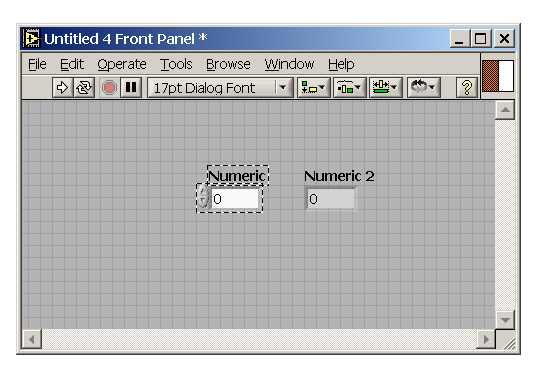 Untitled 4 Front Panel *
File Edit Operate Tools Browse Window Help
17pt Dialog Font ?
Numeric Numeric 2
0 0